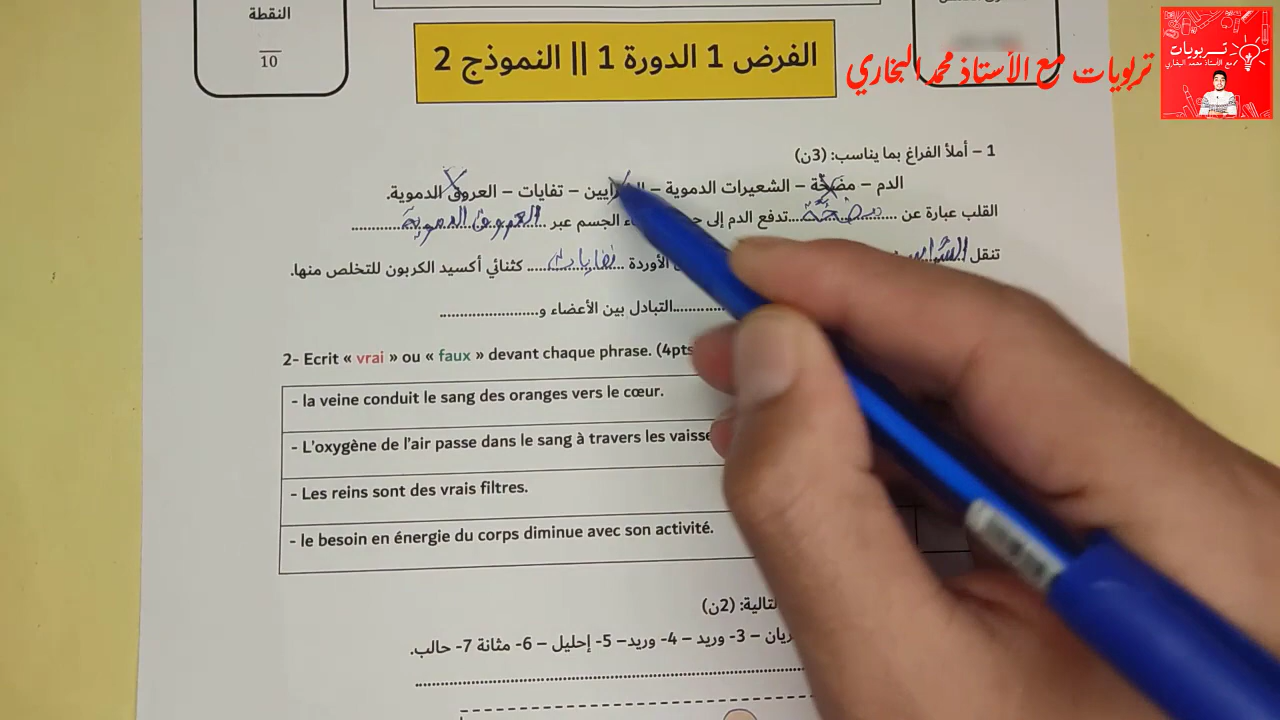 النقطة
10
الفرض 1 الدورة 1 || النموذج 2
تربويات مع الأستاذ محمد البخاري
تربويات
مع الأستاذ محمد البخاري
1 – أملأ الفراغ بما يناسب: (3ن)
الدم – مضخة – الشعيرات الدموية – الشرايين – تفايات – العروق الدموية.
القلب عبارة عن مضخة تدفع الدم إلى الجسم عبر العروق الدموية
تنقل الأوردة نفايات كثنائي أكسيد الكربون للتخلص منها.
التبادل بين الأعضاء و
2- Ecrit « vrai » ou « faux » devant chaque phrase. (4pts
- la veine conduit le sang des oranges vers le cœur.
- L'oxygène de l'air passe dans le sang à travers les
- Les reins sont des vrais filtres.
- le besoin en énergie du corps diminue avec son activité.
التالية: (2ن)
3- وريد – 4- وريد– 5- إحليل – 6- مثانة 7- حالب.